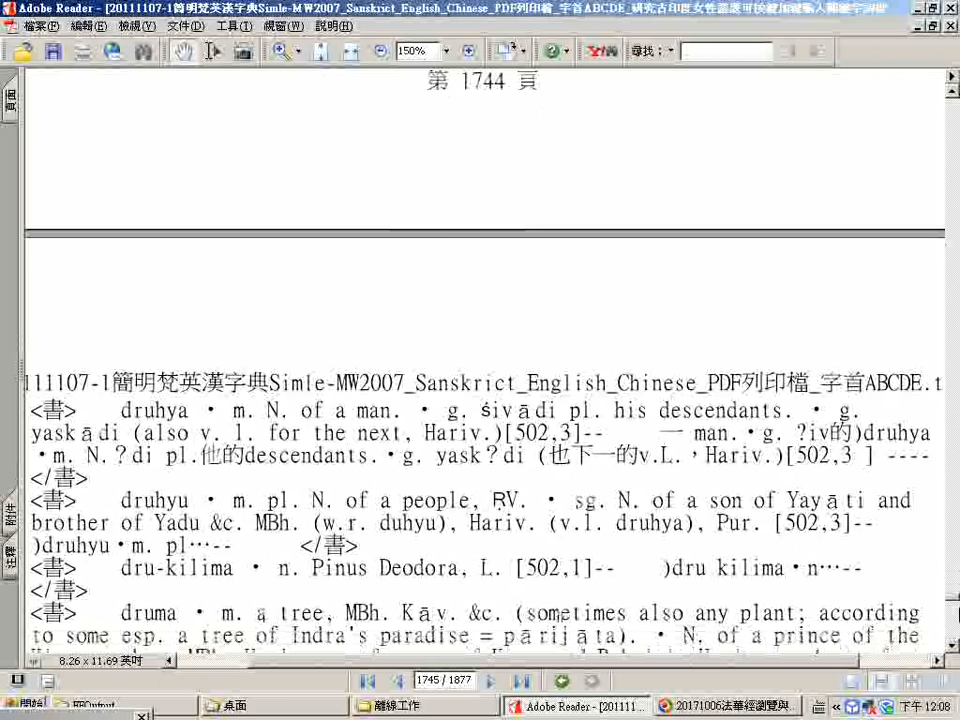 Adobe Reader - [20111107-1簡明梵英漢字典Simle-MW2007_Sanskrict_English_Chinese_PDF列印檔_字首ABCDE_研究古印度女性
檔案(F) 編輯(E) 檢視(V) 文件(D) 工具(T) 視窗(W) 說明(H)
150% 尋找：
頁面
第 1744 頁
111107-1簡明梵英漢字典Simle-MW2007_Sanskrict_English_Chinese_PDF列印檔_字首ABCDE.t
<書> druhya • m. N. of a man. • g. śivādi pl. his descendants. • g.
yaskādi (also v. l. for the next, Hariv.)[502,3]-- 一 man.•g. ?iv的)druhya
•m. N.？di pl.他的descendants.•g. yask？di (也下一的v.L.，Hariv.)[502,3 ] ----
</書>
<書> druhyu • m. pl. N. of a people, ṚV. • sg. N. of a son of Yayāti and
brother of Yadu &c. MBh. (w.r. duhyu), Hariv. (v.l. druhya), Pur. [502,3]--
)druhyu•m. pl…-- </書>
<書> dru-kilima • n. Pinus Deodora, L. [502,1]-- )dru kilima•n…--
</書>
<書> druma • m. a tree, MBh. Kāv. &c. (sometimes also any plant; according
to some esp. a tree of Indra's paradise = pārijāta). • N. of a prince of the
附件
註釋
8.26 x 11.69 英吋
1745 / 1877
開始 桌面 離線工作 Adobe Reader - [201111... 20171006法華經瀏覽與... 下午 12:08